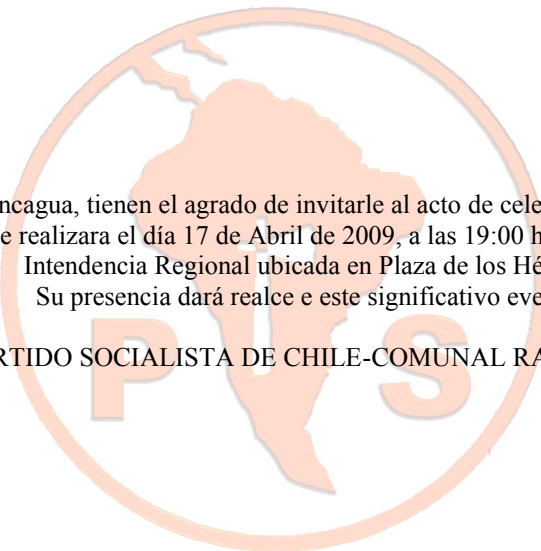 ncagua, tienen el agrado de invitarle al acto de cele
e realizara el día 17 de Abril de 2009, a las 19:00 h
Intendencia Regional ubicada en Plaza de los Hé
Su presencia dará realce e este significativo eve
RTIDO SOCIALISTA DE CHILE-COMUNAL RA
P S